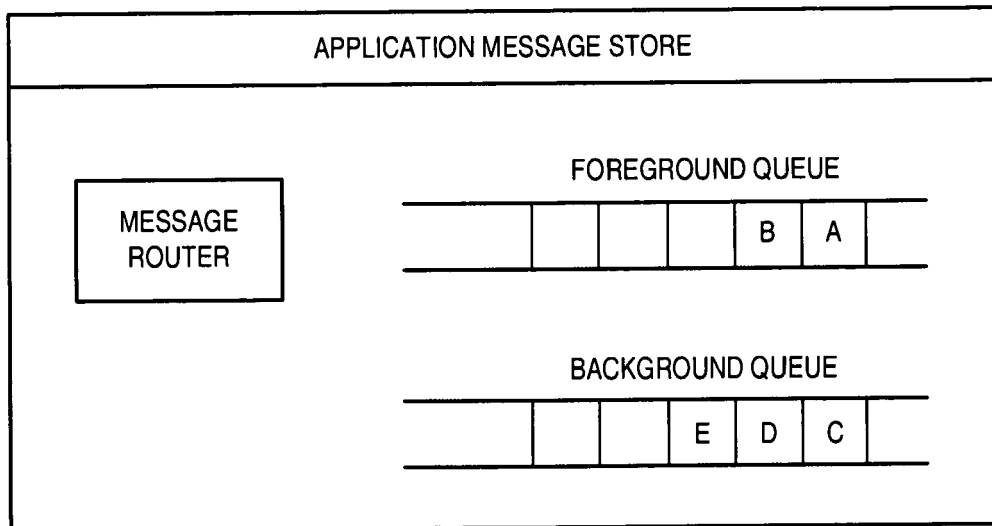 APPLICATION MESSAGE STORE
MESSAGE
ROUTER
FOREGROUND QUEUE
B A
BACKGROUND QUEUE
E D C